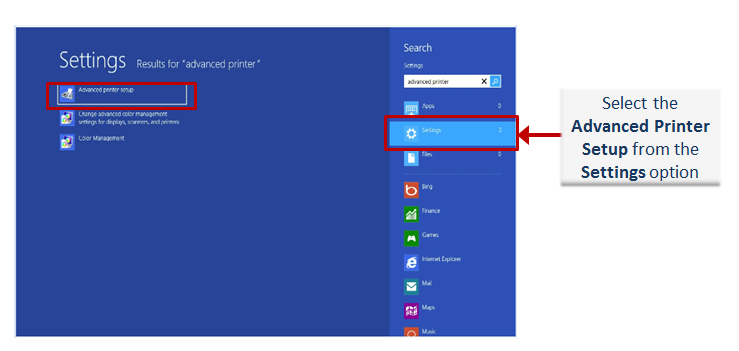 Settings Results for "advanced printer"
Advanced printer setup
Change advanced color management
settings for displays, scanners, and printers
Color Management
Search
Settings
advanced printer
Apps 0
Settings 3
Files 0
Bing
Finance
Games
Internet Explorer
Mail
Maps
Music
Select the
Advanced Printer
Setup from the
Settings option